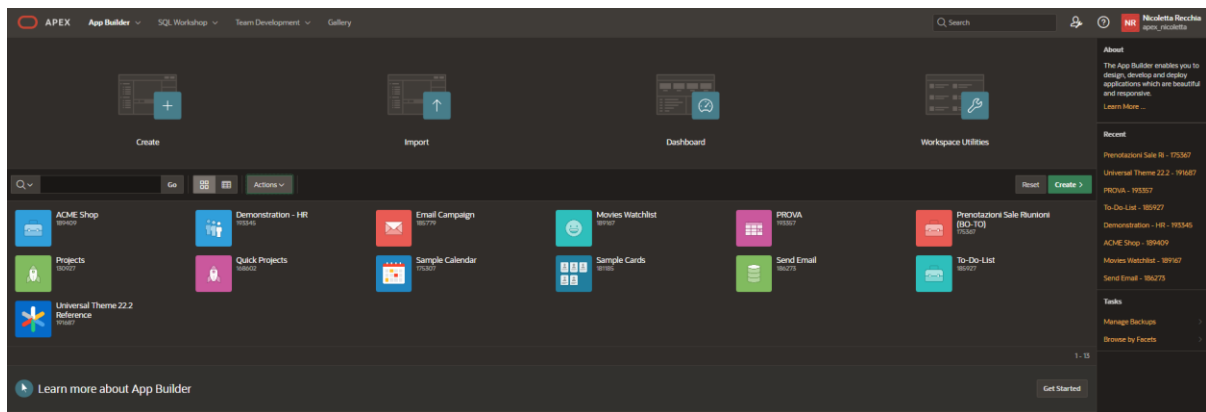 APEX App Builder SQL Workshop Team Development Gallery Search NR Nicoletta Recchia
apex_nicoletta
Create Import Dashboard Workspace Utilities
Go Actions Reset Create >
ACME Shop
189409
Demonstration - HR
193345
Email Campaign
185779
Movies Watchlist
189167
PROVA
193357
Prenotazioni Sale Riunioni
(BO-TO)
175367
Projects
130927
Quick Projects
168602
Sample Calendar
175307
Sample Cards
181185
Send Email
186273
To-Do-List
185927
Universal Theme 22.2
Reference
191687
1 - 13
Learn more about App Builder Get Started
About
The App Builder enables you to
design, develop and deploy
applications which are beautiful
and responsive.
Learn More ...
Recent
Prenotazioni Sale Ri - 175367
Universal Theme 22.2 - 191687
PROVA - 193357
To-Do-List - 185927
Demonstration - HR - 193345
ACME Shop - 189409
Movies Watchlist - 189167
Send Email - 186273
Tasks
Manage Backups
Browse by Facets